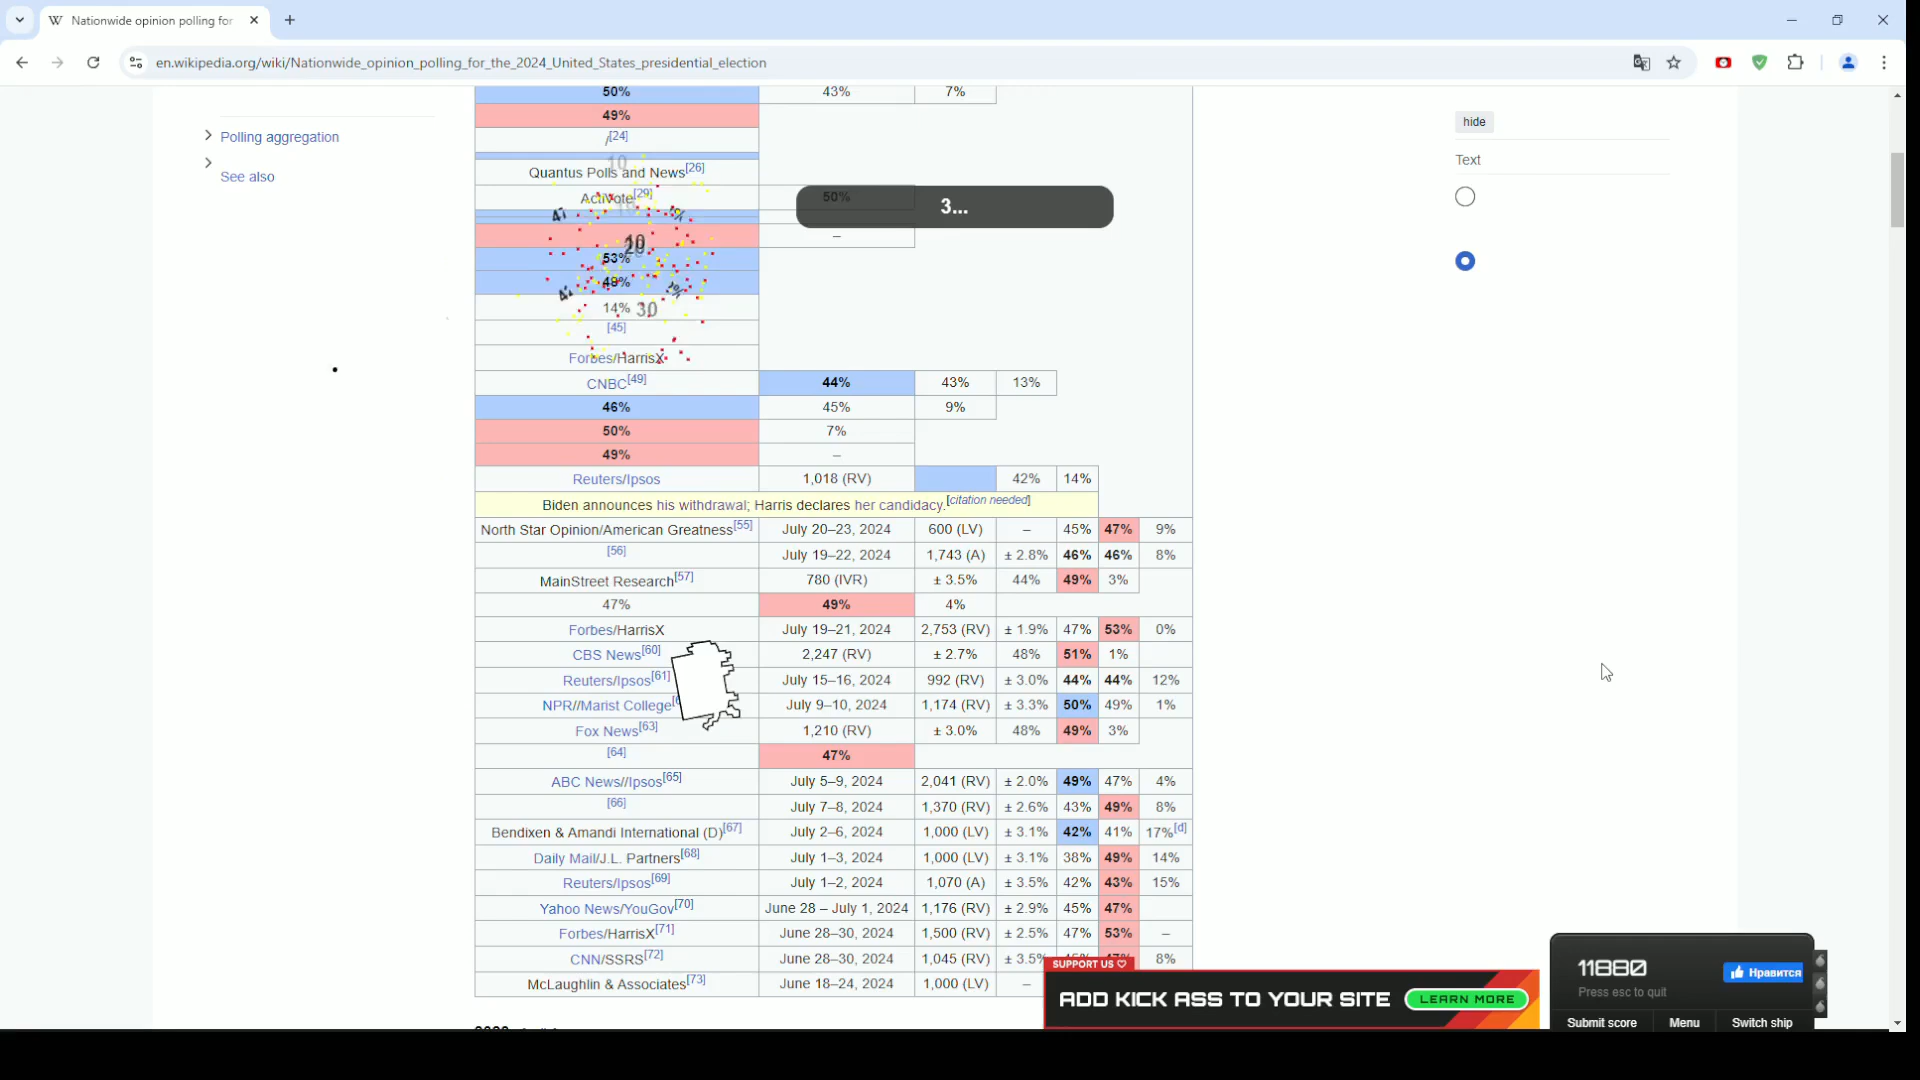 Nationwide opinion polling for
en.wikipedia.org/wiki/Nationwide_opinion_polling_for_the_2024_United_States_presidential_election
50% 43% 7%
49%
/[24]
Polling aggregation
See also
hide
Text
10
Quantus Polls and News[26]
ActiVote[29] 50%
3...
–
53%
48%
14% 30
[45]
Forbes/HarrisX
CNBC[49] 44% 43% 13%
46% 45% 9%
50% 7%
49% –
Reuters/Ipsos 1,018 (RV) 42% 14%
Biden announces his withdrawal; Harris declares her candidacy.[citation needed]
North Star Opinion/American Greatness[55] July 20–23, 2024 600 (LV) – 45% 47% 9%
[56] July 19–22, 2024 1,743 (A) ± 2.8% 46% 46% 8%
MainStreet Research[57] 780 (IVR) ± 3.5% 44% 49% 3%
47% 49% 4%
Forbes/HarrisX July 19–21, 2024 2,753 (RV) ± 1.9% 47% 53% 0%
CBS News[60] 2,247 (RV) ± 2.7% 48% 51% 1%
Reuters/Ipsos[61] July 15–16, 2024 992 (RV) ± 3.0% 44% 44% 12%
NPR//Marist College July 9–10, 2024 1,174 (RV) ± 3.3% 50% 49% 1%
Fox News[63] 1,210 (RV) ± 3.0% 48% 49% 3%
[64] 47%
ABC News//Ipsos[65] July 5–9, 2024 2,041 (RV) ± 2.0% 49% 47% 4%
[66] July 7–8, 2024 1,370 (RV) ± 2.6% 43% 49% 8%
Bendixen & Amandi International (D)[67] July 2–6, 2024 1,000 (LV) ± 3.1% 42% 41% 17%[d]
Daily Mail/J.L. Partners[68] July 1–3, 2024 1,000 (LV) ± 3.1% 38% 49% 14%
Reuters/Ipsos[69] July 1–2, 2024 1,070 (A) ± 3.5% 42% 43% 15%
Yahoo News/YouGov[70] June 28 – July 1, 2024 1,176 (RV) ± 2.9% 45% 47%
Forbes/HarrisX[71] June 28–30, 2024 1,500 (RV) ± 2.5% 47% 53% –
CNN/SSRS[72] June 28–30, 2024 1,045 (RV) ± 3.5% 8%
McLaughlin & Associates[73] June 18–24, 2024 1,000 (LV) –
SUPPORT US
ADD KICK ASS TO YOUR SITE LEARN MORE
11880
Нравится
Press esc to quit
Submit score Menu Switch ship